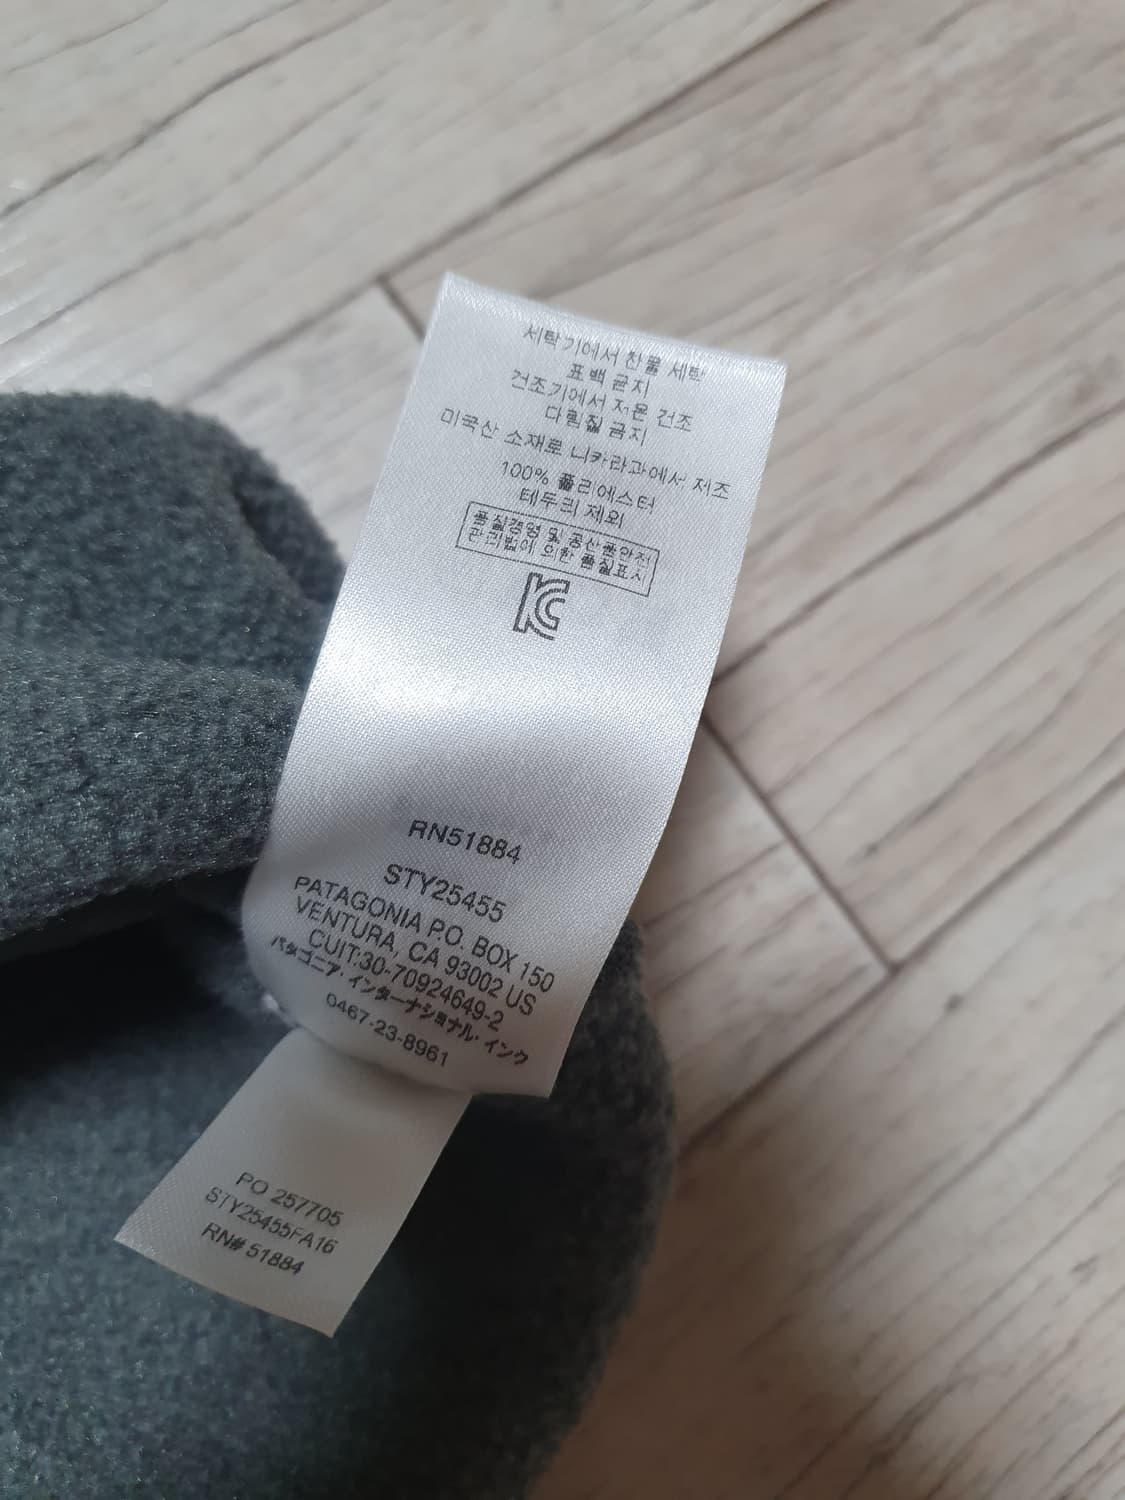 세탁기에서 찬물 세탁
표백 금지
건조기에서 저온 건조
다림질 금지
미국산 소재로 니카라과에서 제조
100% 폴리에스터
테두리 제외
품질경영 및 공산품안전
관리법에 의한 품질표시
KC
RN51884
STY25455
PATAGONIA P.O. BOX 150
VENTURA, CA 93002 US
CUIT:30-70924649-2
パタゴニア・インターナショナル・インク
0467-23-8961
PO 257705
STY25455FA16
RN# 51884